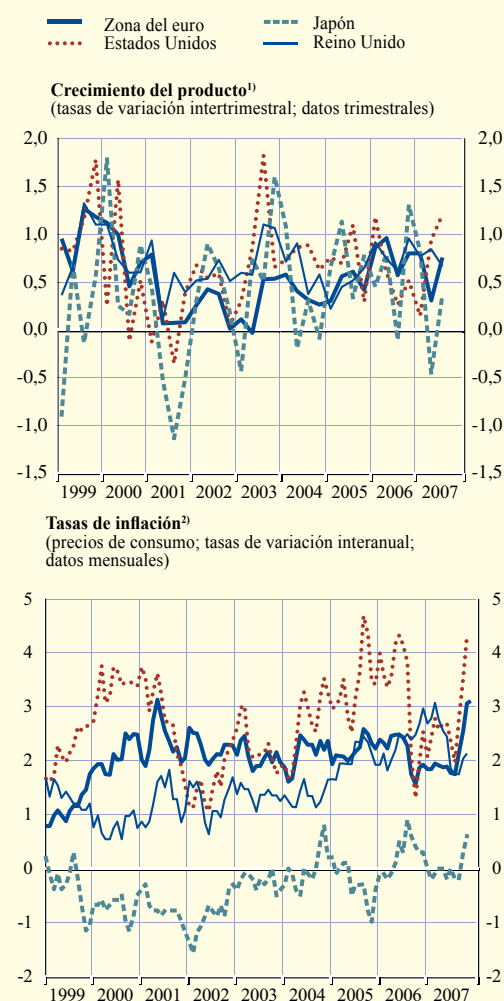 Zona del euro
Estados Unidos
Japón
Reino Unido
Crecimiento del producto1)
(tasas de variación intertrimestral; datos trimestrales)
2,0 2,0
1,5 1,5
1,0 1,0
0,5 0,5
0,0 0,0
-0,5 -0,5
-1,0 -1,0
-1,5 -1,5
1999 2000 2001 2002 2003 2004 2005 2006 2007
Tasas de inflación2)
(precios de consumo; tasas de variación interanual;
datos mensuales)
5 5
4 4
3 3
2 2
1 1
0 0
-1 -1
-2 -2
1999 2000 2001 2002 2003 2004 2005 2006 2007